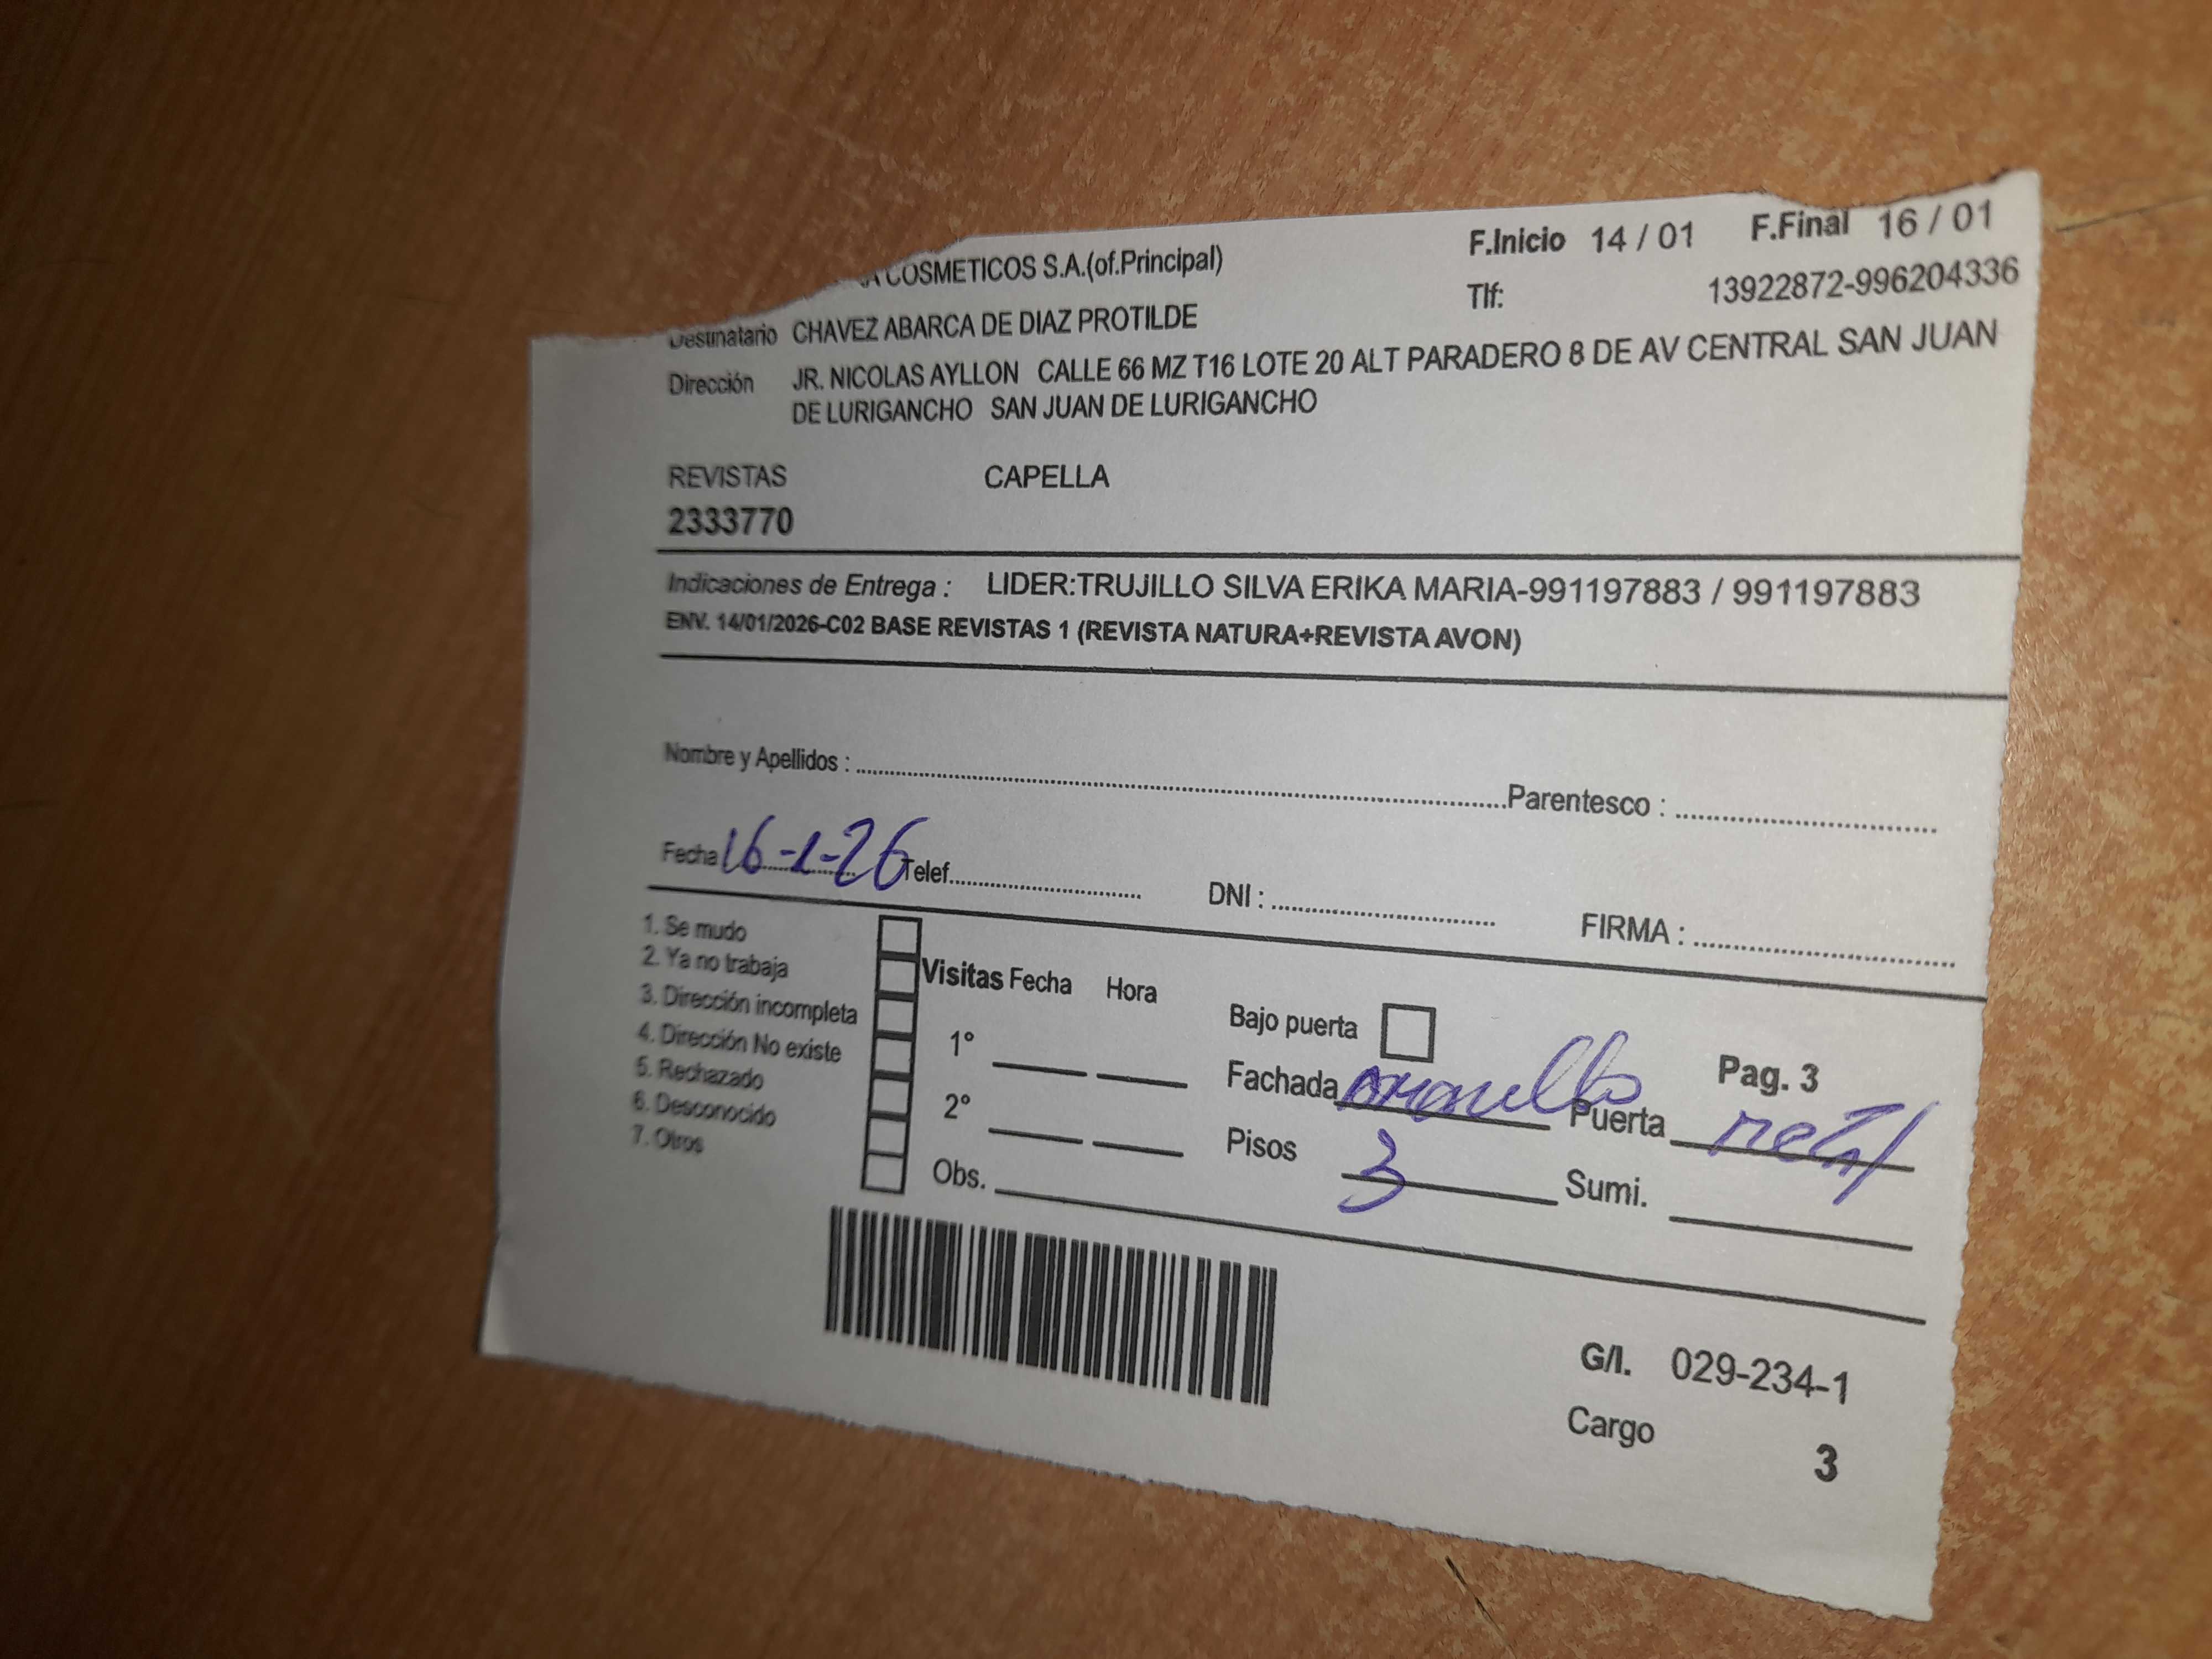 COSMETICOS S.A.(of.Principal) F.Inicio 14 / 01 F.Final 16 / 01
Tlf: 13922872-996204336
Destinatario CHAVEZ ABARCA DE DIAZ PROTILDE
Dirección JR. NICOLAS AYLLON CALLE 66 MZ T16 LOTE 20 ALT PARADERO 8 DE AV CENTRAL SAN JUAN
DE LURIGANCHO SAN JUAN DE LURIGANCHO
REVISTAS CAPELLA
2333770
Indicaciones de Entrega : LIDER:TRUJILLO SILVA ERIKA MARIA-991197883 / 991197883
ENV. 14/01/2026-C02 BASE REVISTAS 1 (REVISTA NATURA+REVISTA AVON)
Nombre y Apellidos : Parentesco :
Fecha 16-1-26 Telef. DNI : FIRMA :
1. Se mudo
2. Ya no trabaja
3. Dirección incompleta
4. Dirección No existe
5. Rechazado
6. Desconocido
7. Otros
Visitas Fecha Hora
1°
2°
Obs.
Bajo puerta Pag. 3
Fachada amarillo Puerta metal
Pisos 3 Sumi.
G/I. 029-234-1
Cargo 3